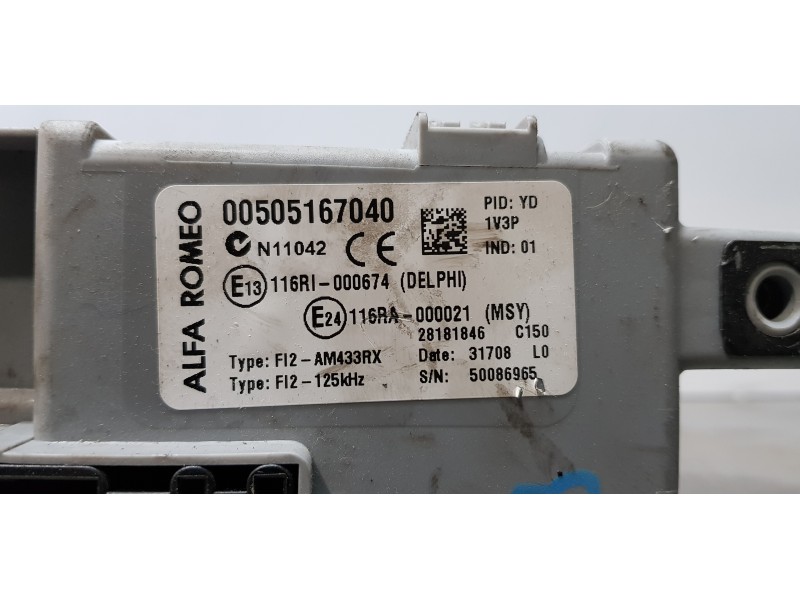 ALFA ROMEO
00505167040
N11042 CE
PID: YD
1V3P
IND: 01
E13 116RI-000674 (DELPHI)
E24 116RA-000021 (MSY)
28181846 C150
Type: FI2-AM433RX Date: 31708 L0
Type: FI2-125kHz S/N: 50086965